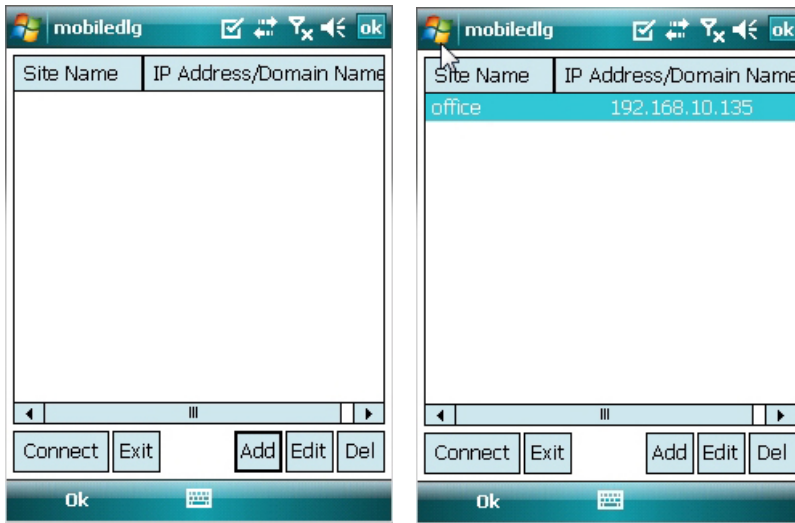 mobiledlg ok
Site Name IP Address/Domain Name
Connect Exit Add Edit Del
Ok
mobiledlg ok
Site Name IP Address/Domain Name
office 192.168.10.135
Connect Exit Add Edit Del
Ok